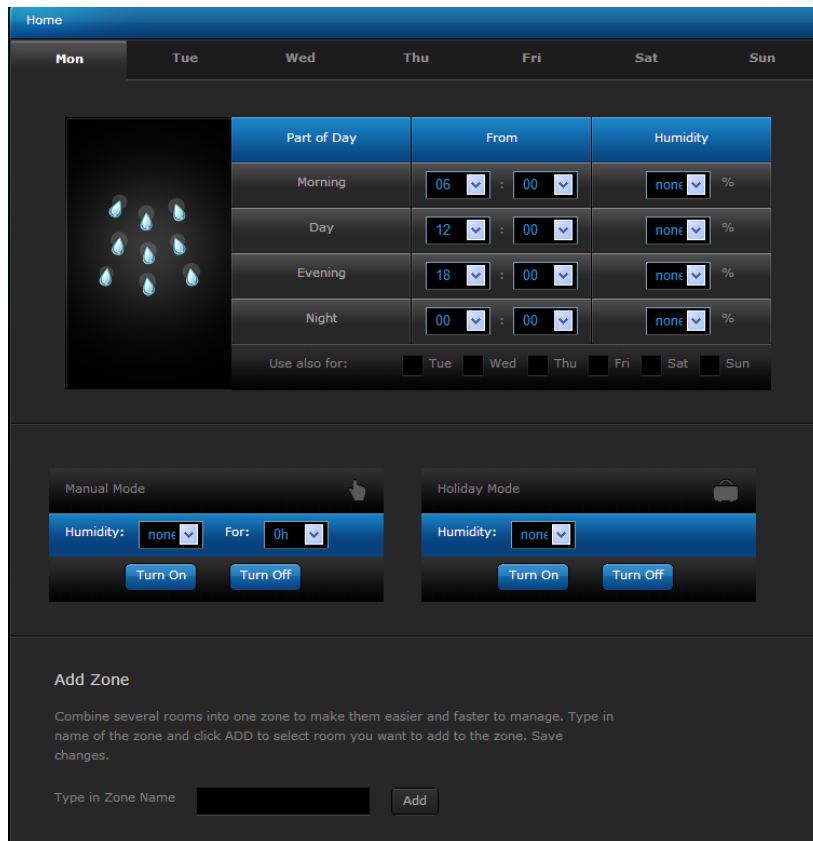 Home
Mon Tue Wed Thu Fri Sat Sun
Part of Day From Humidity
Morning 06 : 00 none %
Day 12 : 00 none %
Evening 18 : 00 none %
Night 00 : 00 none %
Use also for: Tue Wed Thu Fri Sat Sun
Manual Mode Holiday Mode
Humidity: none For: 0h Humidity: none
Turn On Turn Off Turn On Turn Off
Add Zone
Combine several rooms into one zone to make them easier and faster to manage. Type in
name of the zone and click ADD to select room you want to add to the zone. Save
changes.
Type in Zone Name Add